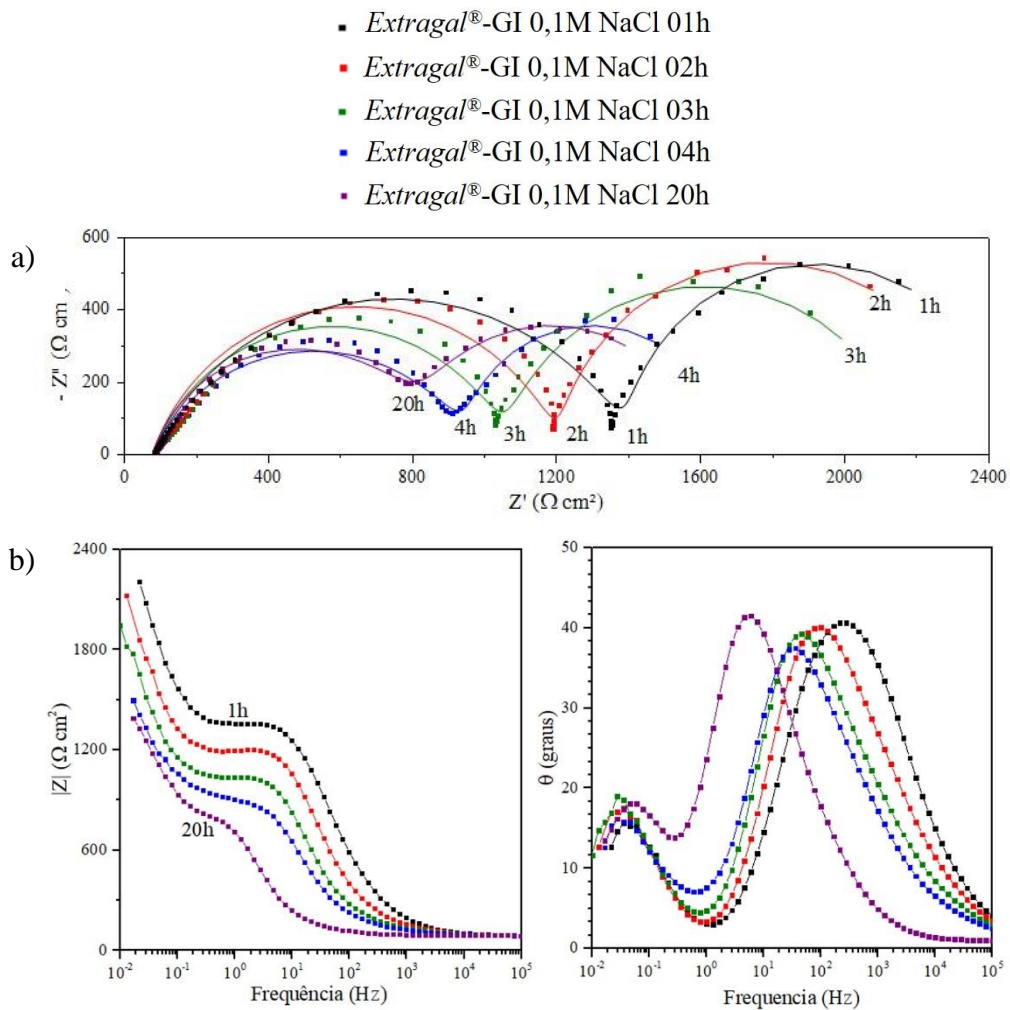 Extragal®-GI 0,1M NaCl 01h
Extragal®-GI 0,1M NaCl 02h
Extragal®-GI 0,1M NaCl 03h
Extragal®-GI 0,1M NaCl 04h
Extragal®-GI 0,1M NaCl 20h
a)
- Z'' (Ω cm²)
600
400
200
0
20h
4h
3h
2h
1h
4h
3h
2h
1h
0
400
800
1200
1600
2000
2400
Z' (Ω cm²)
b)
|Z| (Ω cm²)
2400
1800
1200
600
0
1h
20h
10⁻² 10⁻¹ 10⁰ 10¹ 10² 10³ 10⁴ 10⁵
Frequência (Hz)
θ (graus)
50
40
30
20
10
0
10⁻² 10⁻¹ 10⁰ 10¹ 10² 10³ 10⁴ 10⁵
Frequencia (Hz)